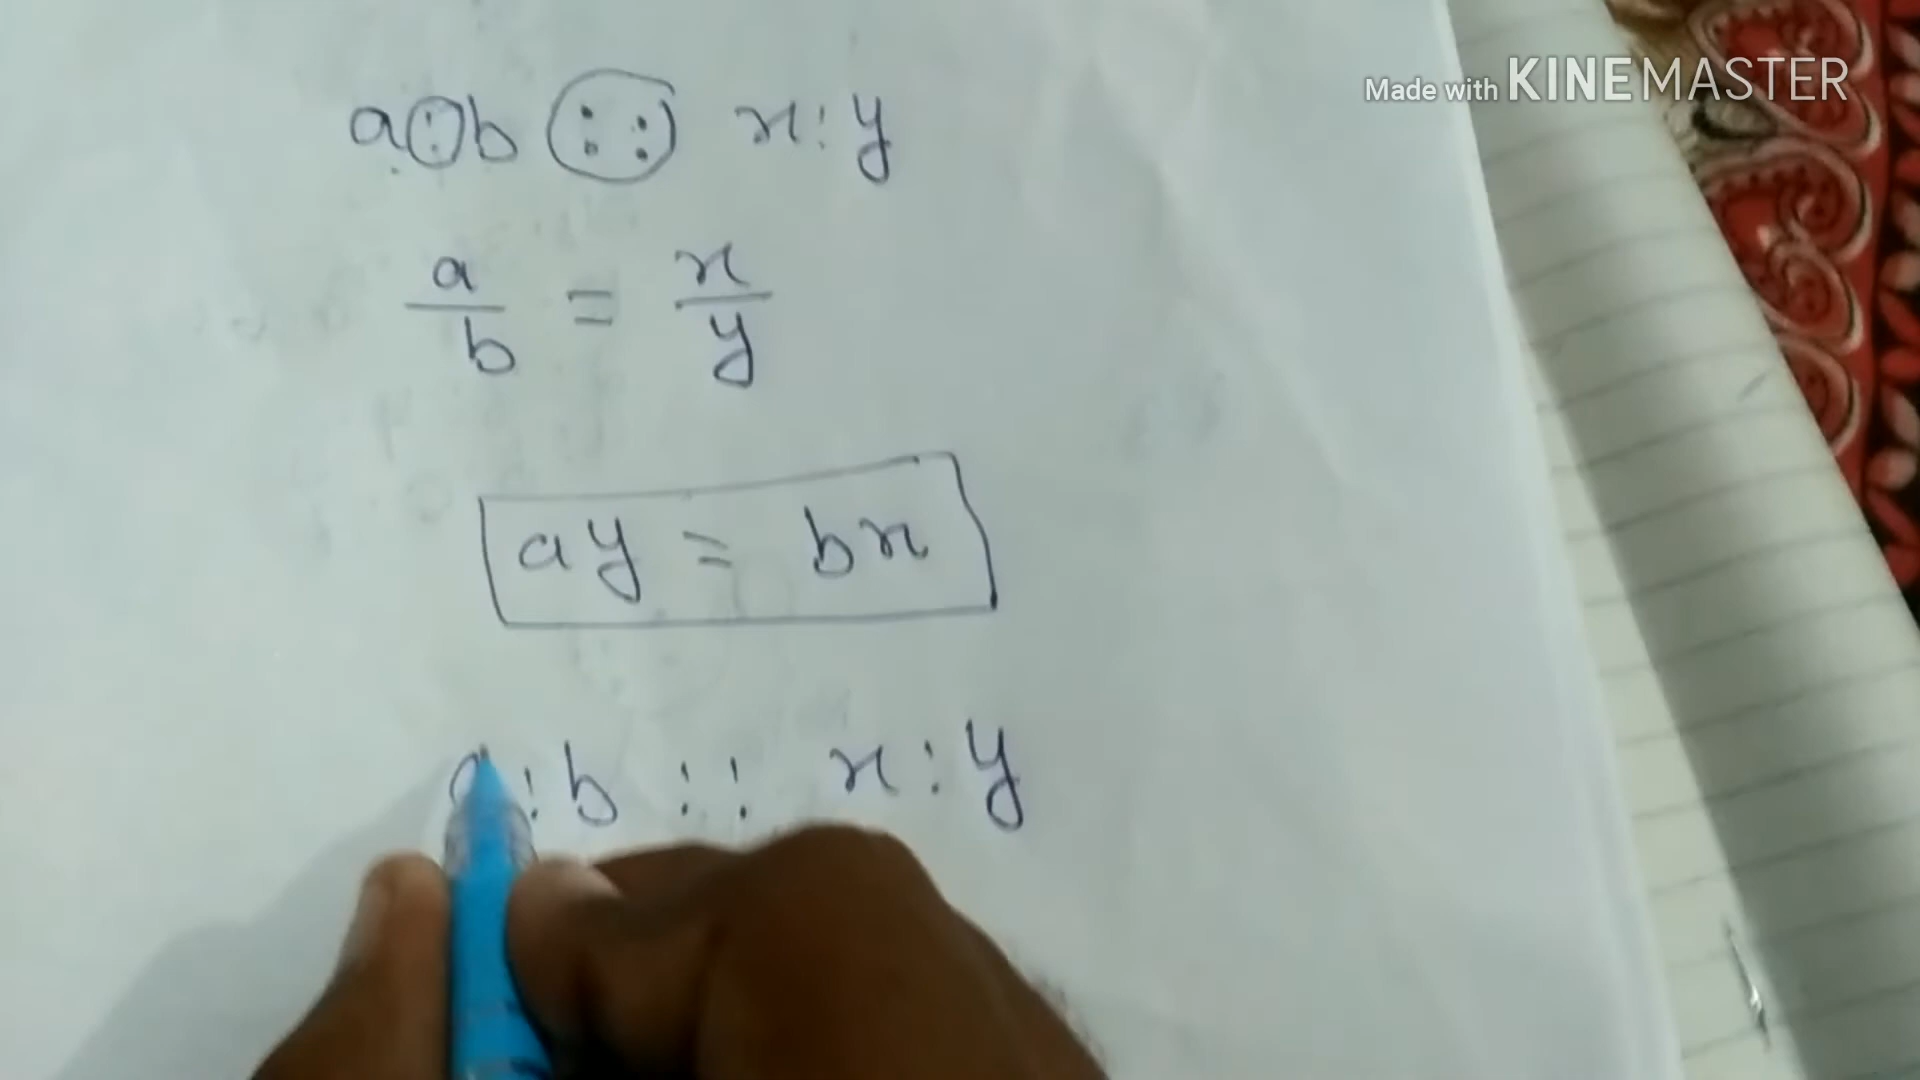 Made with KINEMASTER
a:b :: x:y
a/b = x/y
ay = bx
a:b :: x:y